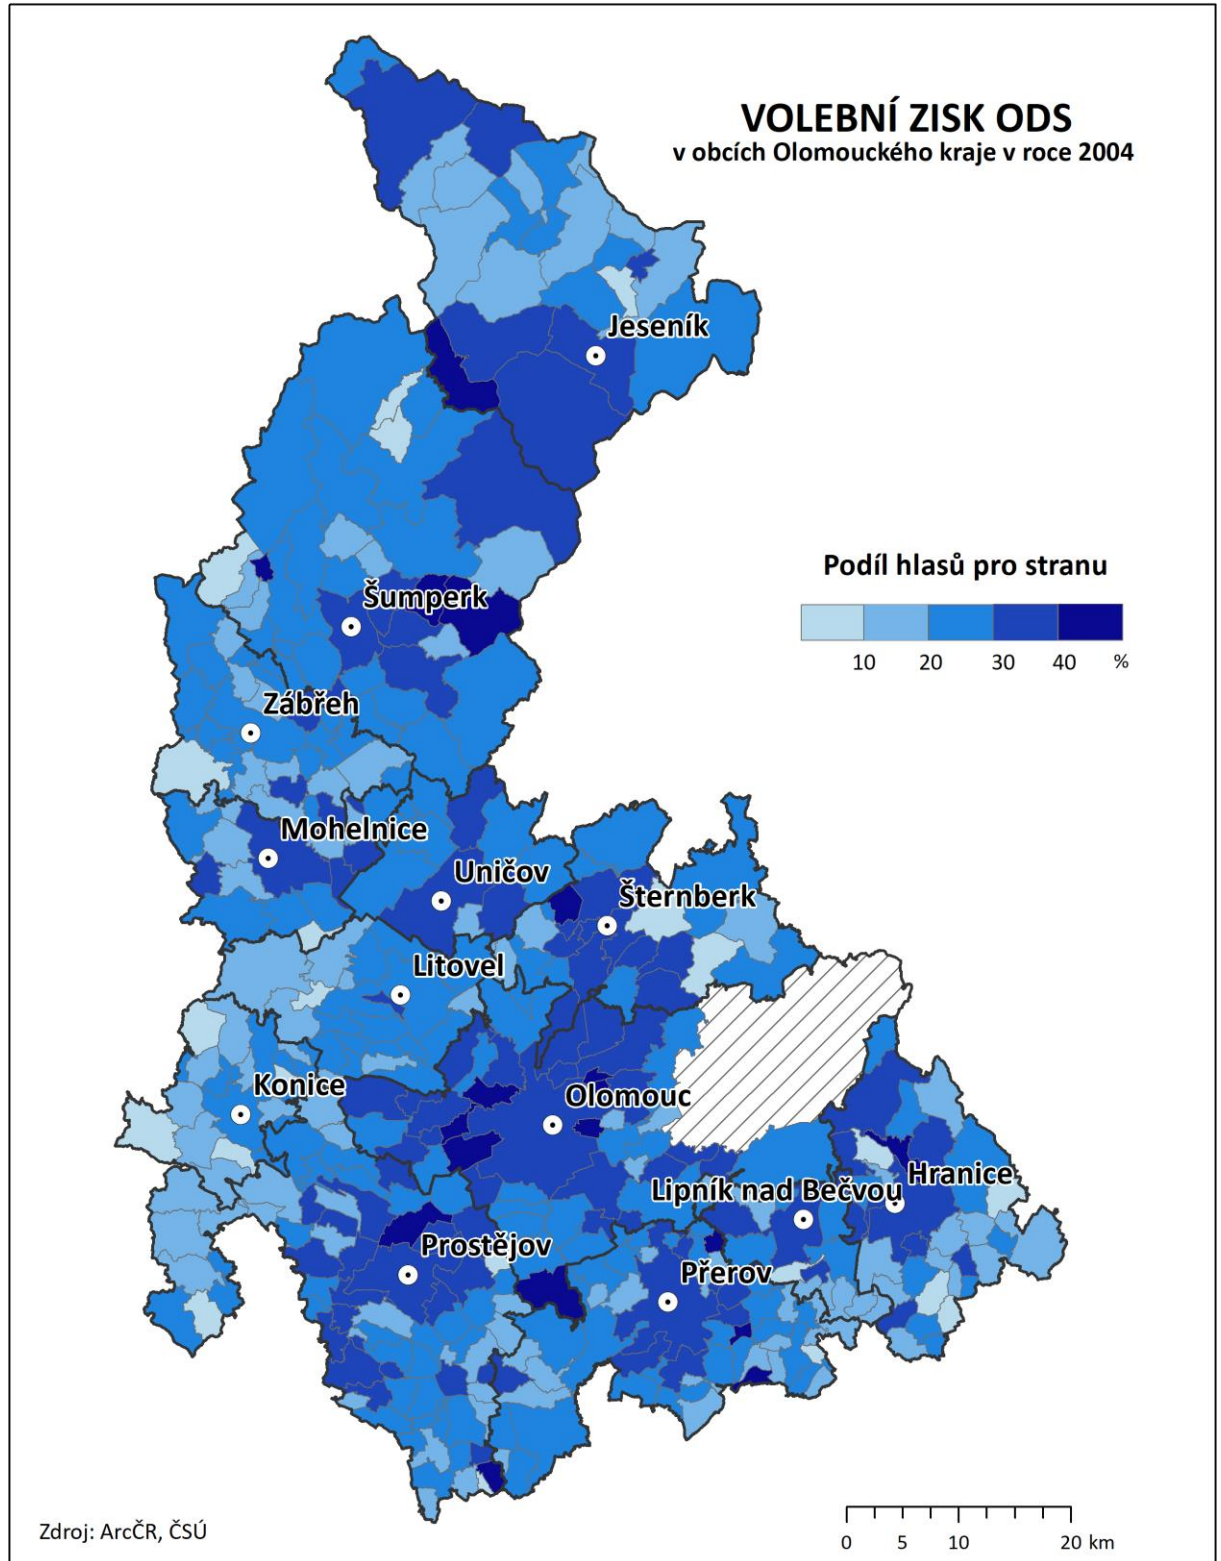 VOLEBNÍ ZISK ODS
v obcích Olomouckého kraje v roce 2004
Jeseník
Podíl hlasů pro stranu
10 20 30 40 %
Šumperk
Zábřeh
Mohelnice
Uničov
Šternberk
Litovel
Konice
Olomouc
Hranice
Lipník nad Bečvou
Prostějov
Přerov
Zdroj: ArcČR, ČSÚ
0 5 10 20 km